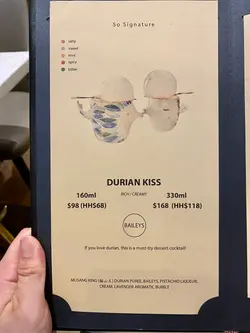 So Signature
salty
sweet
sour
spicy
bitter
DURIAN KISS
RICH / CREAMY
160ml
$98 (HH$68)
330ml
$168 (HH$118)
BAILEYS
If you love durian, this is a must-try dessert cocktail!
DURIAN PUREE, BAILEYS, PISTACHIO LIQUEUR,
CREAM, LAVENDER AROMATIC BUBBLE